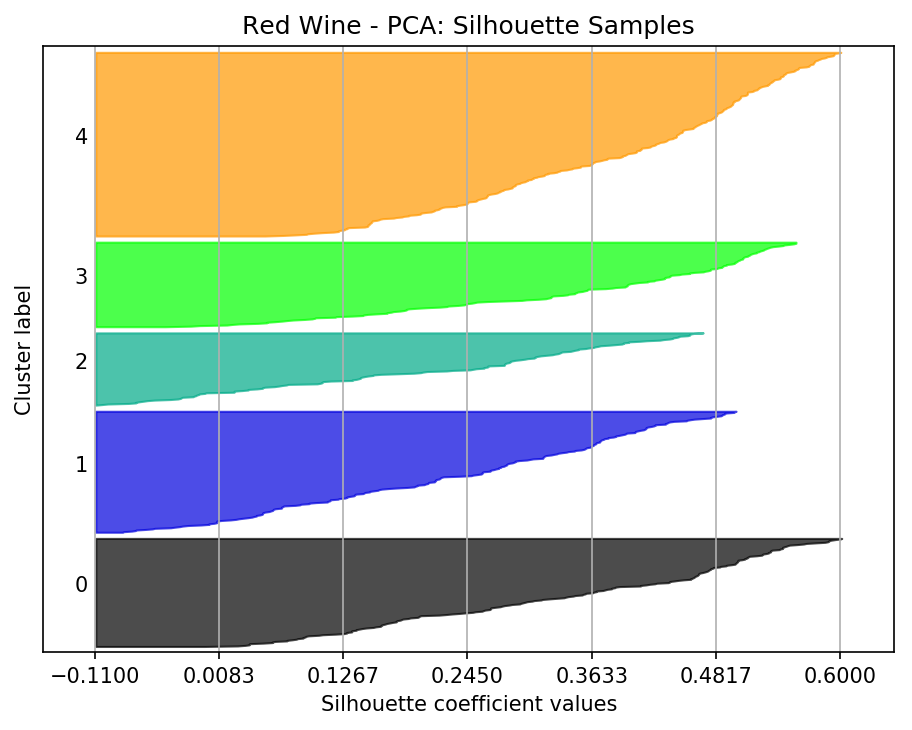 Red Wine - PCA: Silhouette Samples
Cluster label
4
3
2
1
0
−0.1100 0.0083 0.1267 0.2450 0.3633 0.4817 0.6000
Silhouette coefficient values